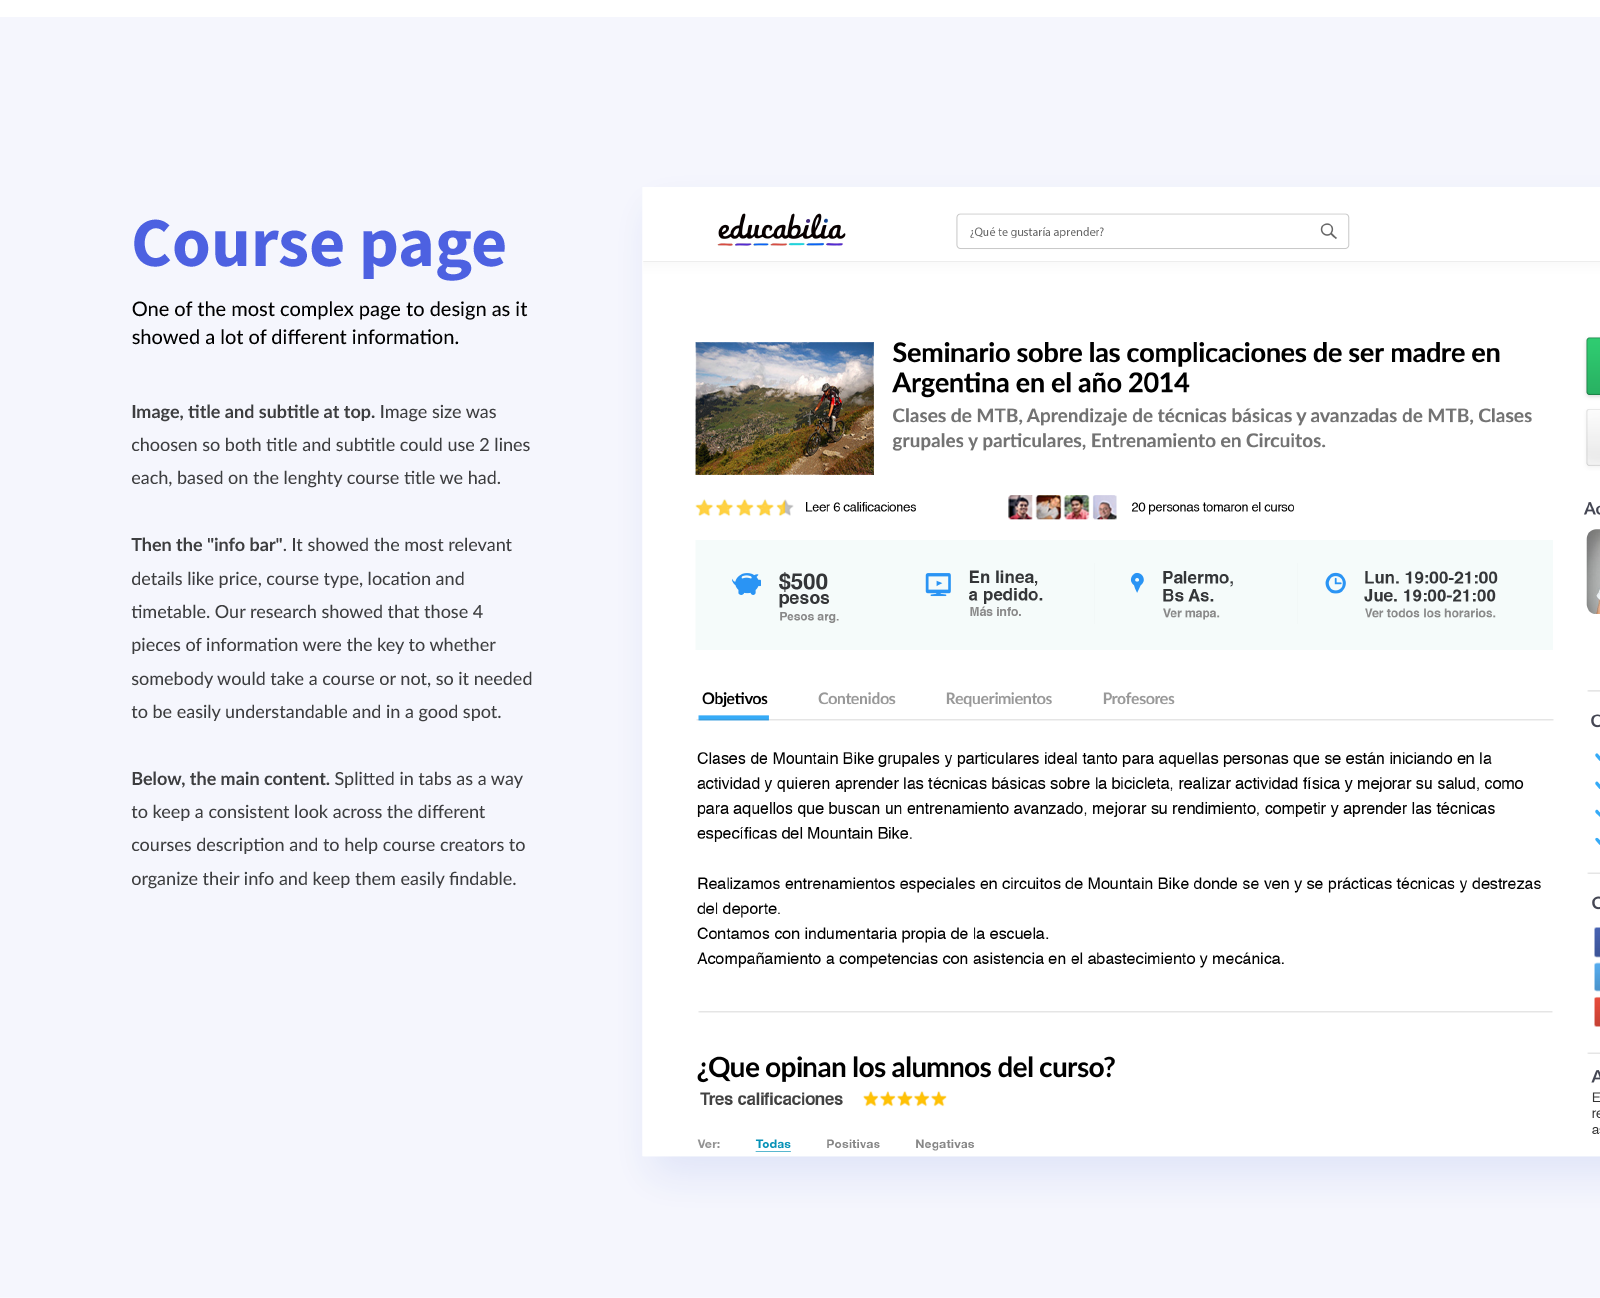 Course page
One of the most complex page to design as it
showed a lot of different information.
Image, title and subtitle at top. Image size was
choosen so both title and subtitle could use 2 lines
each, based on the lenghty course title we had.
Then the "info bar". It showed the most relevant
details like price, course type, location and
timetable. Our research showed that those 4
pieces of information were the key to whether
somebody would take a course or not, so it needed
to be easily understandable and in a good spot.
Below, the main content. Splitted in tabs as a way
to keep a consistent look across the different
courses description and to help course creators to
organize their info and keep them easily findable.
educabilia
¿Qué te gustaría aprender?
Seminario sobre las complicaciones de ser madre en
Argentina en el año 2014
Clases de MTB, Aprendizaje de técnicas básicas y avanzadas de MTB, Clases
grupales y particulares, Entrenamiento en Circuitos.
Leer 6 calificaciones
20 personas tomaron el curso
$500
pesos
Pesos arg.
En linea,
a pedido.
Más info.
Palermo,
Bs As.
Ver mapa.
Lun. 19:00-21:00
Jue. 19:00-21:00
Ver todos los horarios.
Objetivos Contenidos Requerimientos Profesores
Clases de Mountain Bike grupales y particulares ideal tanto para aquellas personas que se están iniciando en la
actividad y quieren aprender las técnicas básicas sobre la bicicleta, realizar actividad física y mejorar su salud, como
para aquellos que buscan un entrenamiento avanzado, mejorar su rendimiento, competir y aprender las técnicas
específicas del Mountain Bike.
Realizamos entrenamientos especiales en circuitos de Mountain Bike donde se ven y se prácticas técnicas y destrezas
del deporte.
Contamos con indumentaria propia de la escuela.
Acompañamiento a competencias con asistencia en el abastecimiento y mecánica.
¿Que opinan los alumnos del curso?
Tres calificaciones
Ver: Todas Positivas Negativas